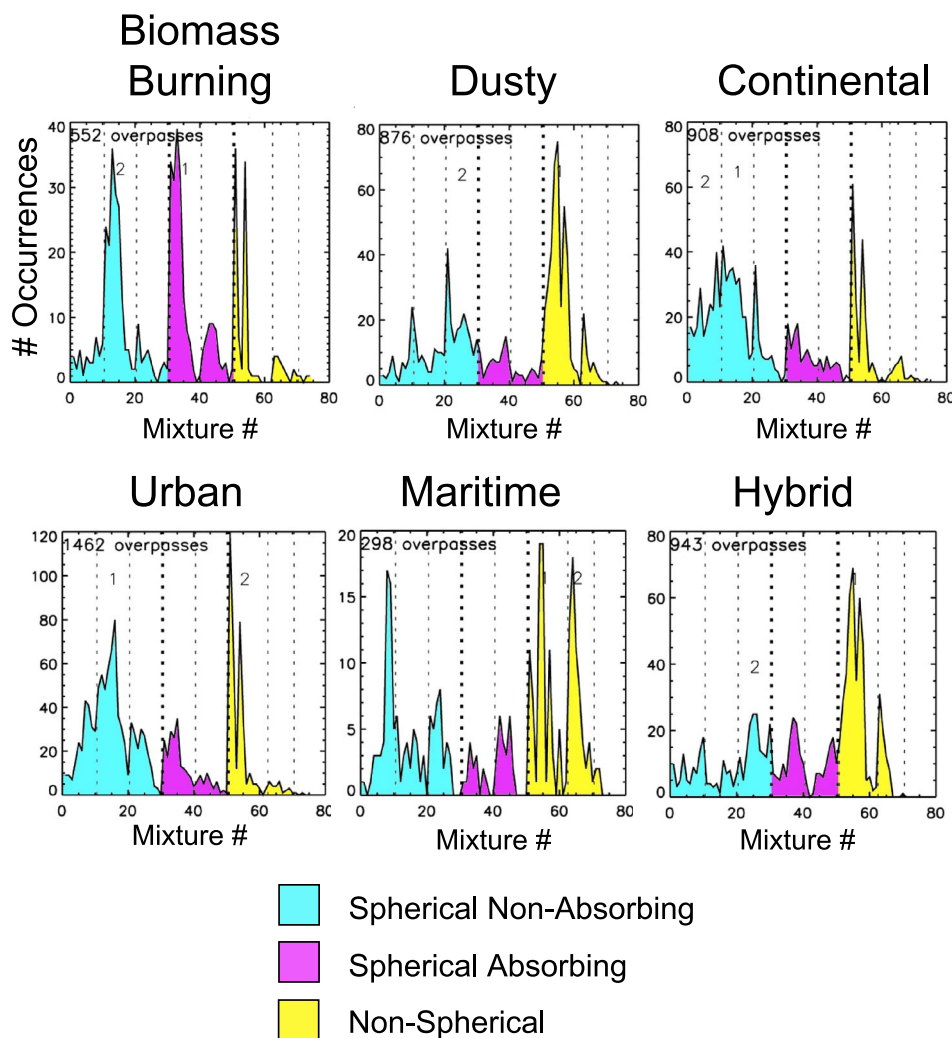 Biomass
Burning
Dusty
Continental
# Occurrences
552 overpasses
40
30
20
10
0
2
1
0 20 40 60 80
Mixture #
876 overpasses
80
60
40
20
0
2
1
0 20 40 60 80
Mixture #
908 overpasses
80
60
40
20
0
2
1
0 20 40 60 80
Mixture #
Urban
Maritime
Hybrid
1462 overpasses
120
100
80
60
40
20
0
1
2
0 20 40 60 80
Mixture #
298 overpasses
20
15
10
5
0
1
2
0 20 40 60 80
Mixture #
943 overpasses
80
60
40
20
0
2
1
0 20 40 60 80
Mixture #
Spherical Non-Absorbing
Spherical Absorbing
Non-Spherical